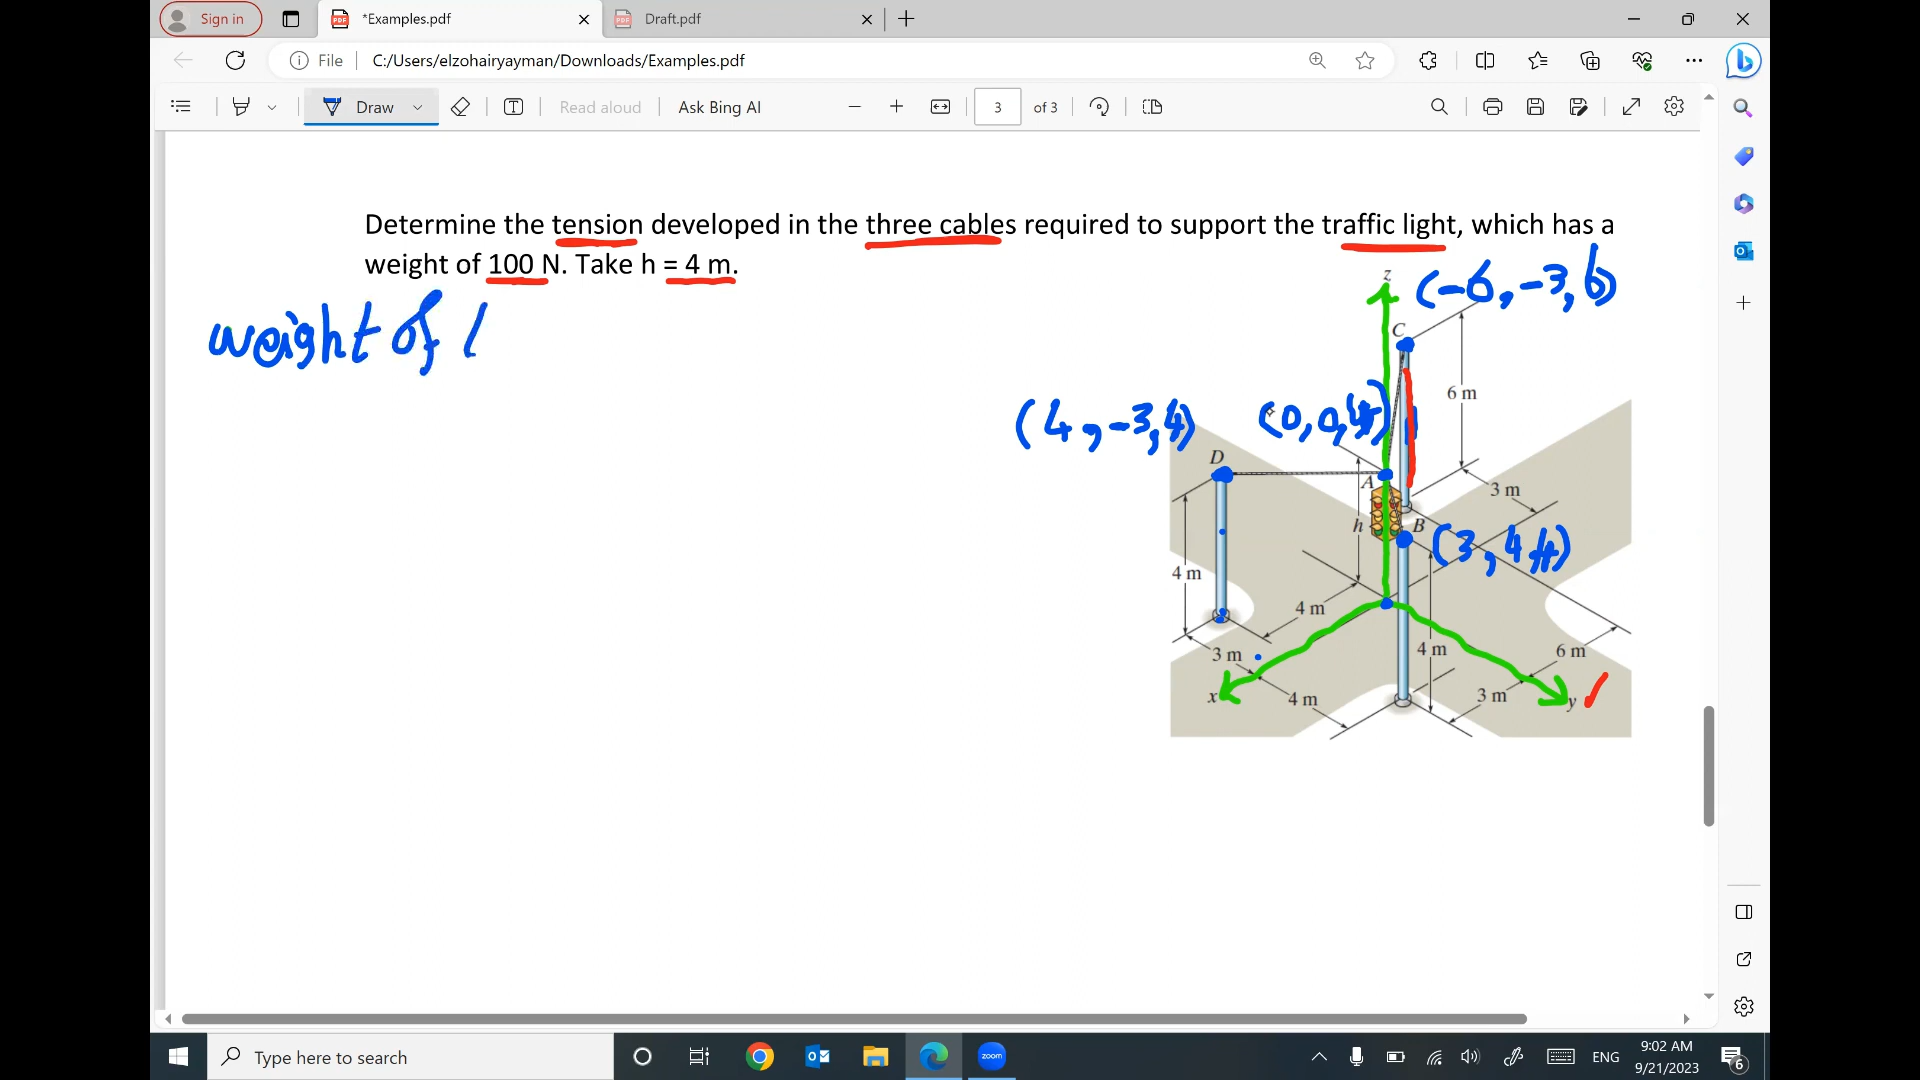 Sign in
*Examples.pdf
Draft.pdf
File
C:/Users/elzohairyayman/Downloads/Examples.pdf
Draw
Read aloud
Ask Bing AI
3
of 3
Determine the tension developed in the three cables required to support the traffic light, which has a
weight of 100 N. Take h = 4 m.
weight of l
z
(-6,-3,6)
C
6 m
(4,-3,4)
(0,0,4)
D
A
3 m
h
B
(3,4,4)
4 m
4 m
3 m
4 m
6 m
x
4 m
3 m
y
Type here to search
zoom
ENG
9:02 AM
9/21/2023
6